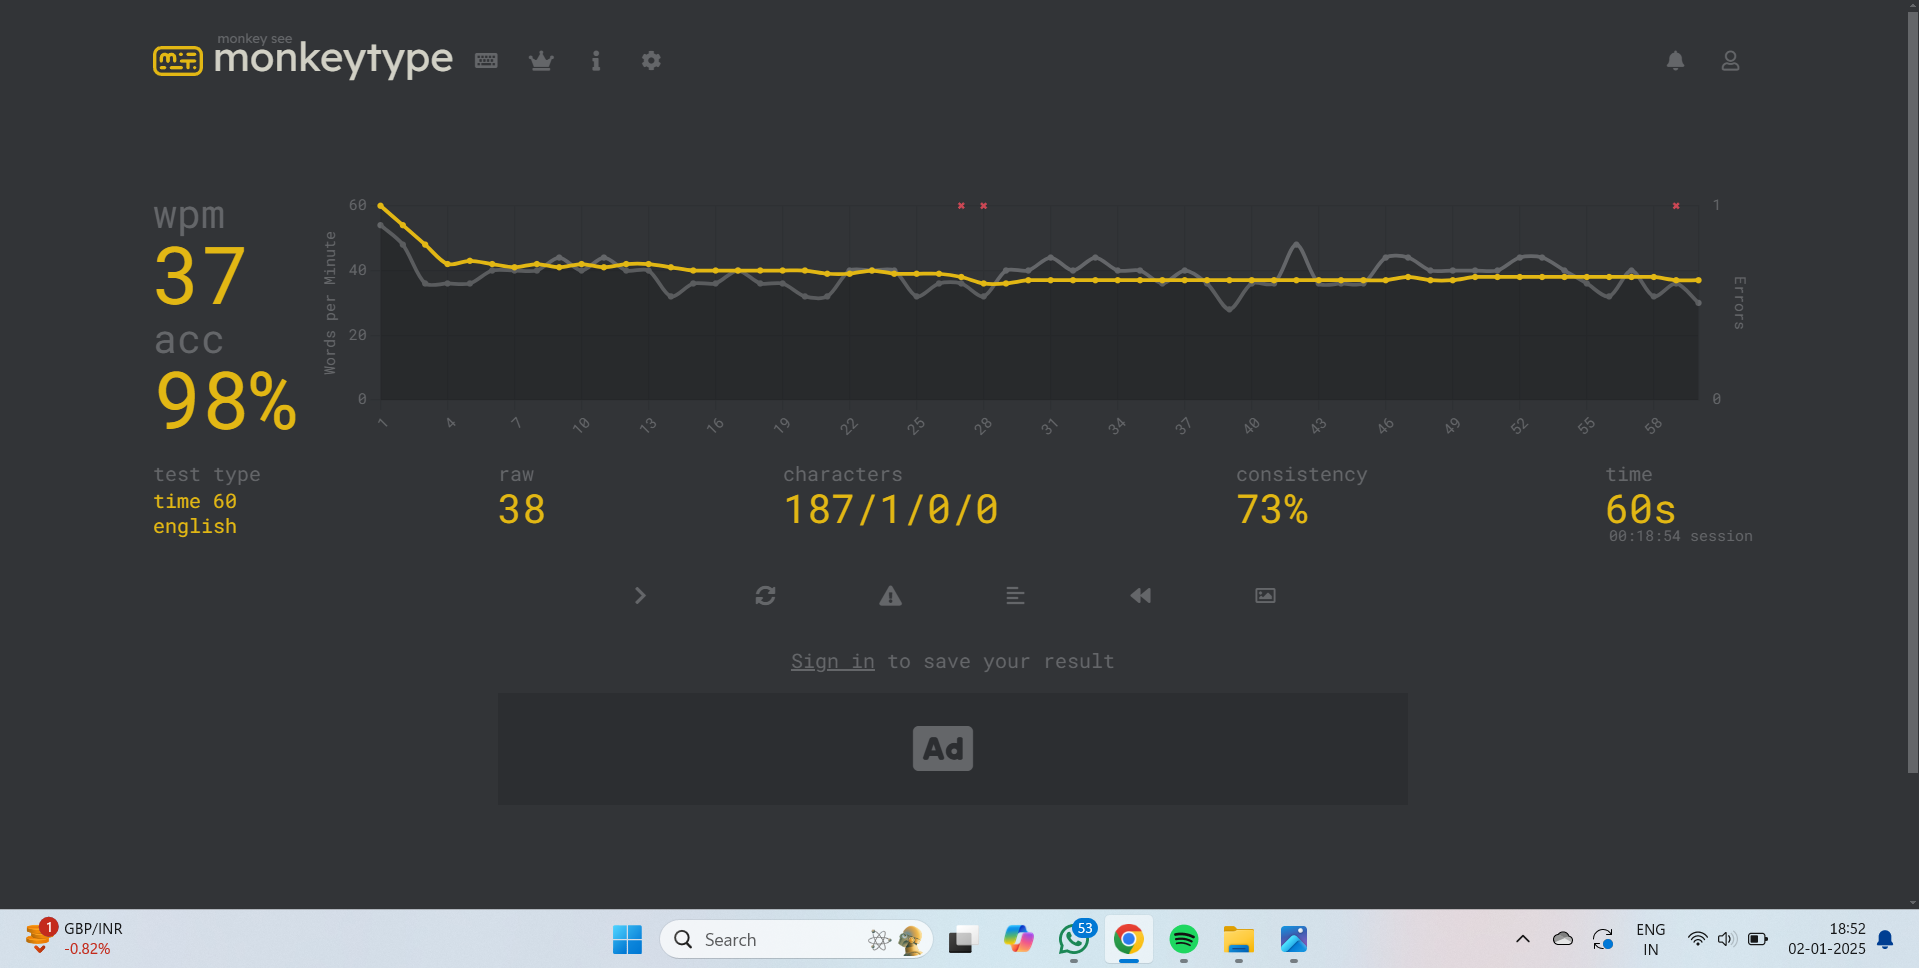 monkey see
monkeytype
wpm
37
acc
98%
Words per Minute
60
40
20
0
1
0
Errors
1 4 7 10 13 16 19 22 25 28 31 34 37 40 43 46 49 52 55 58
test type
time 60
english
raw
38
characters
187/1/0/0
consistency
73%
time
60s
00:18:54 session
Sign in to save your result
Ad
1
GBP/INR
-0.82%
Search
53
ENG
IN
18:52
02-01-2025